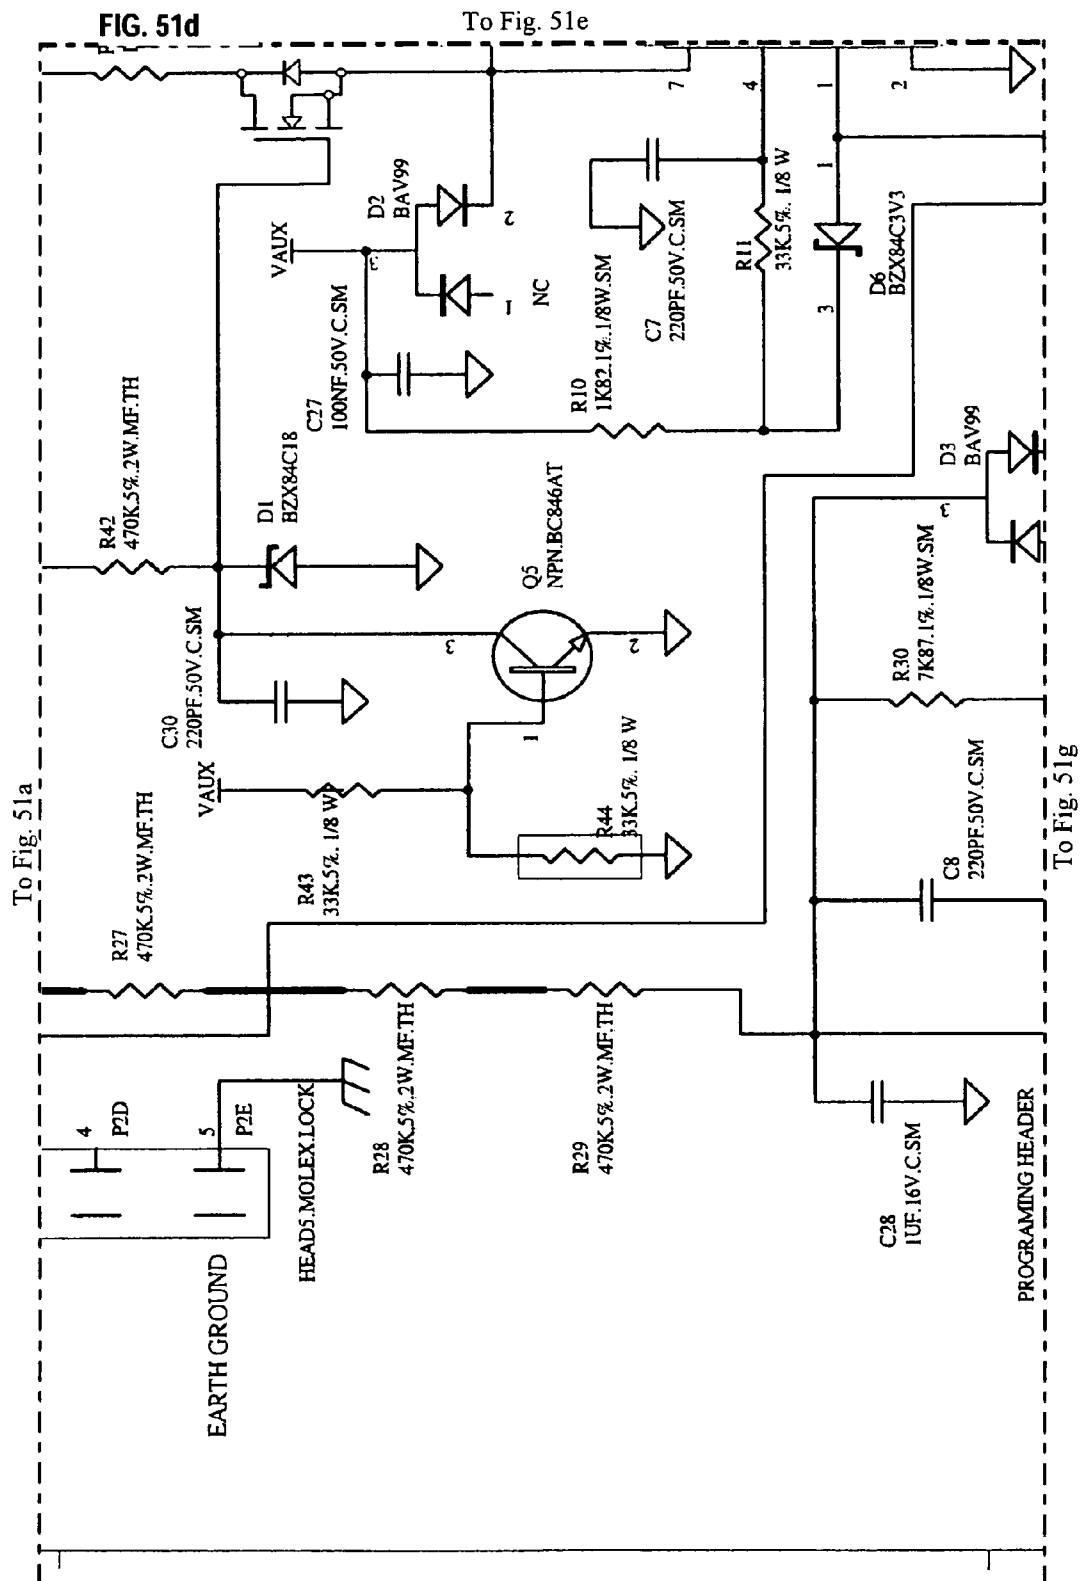 FIG. 51d
To Fig. 51e
To Fig. 51a
To Fig. 51g
7
4
1
2
1
3
D2
BAV99
VAUX
3
2
1
NC
C27
100NF.50V.C.SM
R10
1K82.1%.1/8W.SM
C7
220PF.50V.C.SM
R11
33K.5%. 1/8 W
D6
BZX84C3V3
R42
470K.5%.2W.MF.TH
D1
BZX84C18
Q5
NPN.BC846AT
3
2
1
D3
BAV99
3
C30
220PF.50V.C.SM
VAUX
R43
33K.5%. 1/8 W
R44
33K.5%. 1/8 W
R30
7K87.1%.1/8W.SM
C8
220PF.50V.C.SM
R27
470K.5%.2W.MF.TH
R28
470K.5%.2W.MF.TH
R29
470K.5%.2W.MF.TH
4
P2D
5
P2E
HEAD5.MOLEX.LOCK
EARTH GROUND
C28
1UF.16V.C.SM
PROGRAMING HEADER